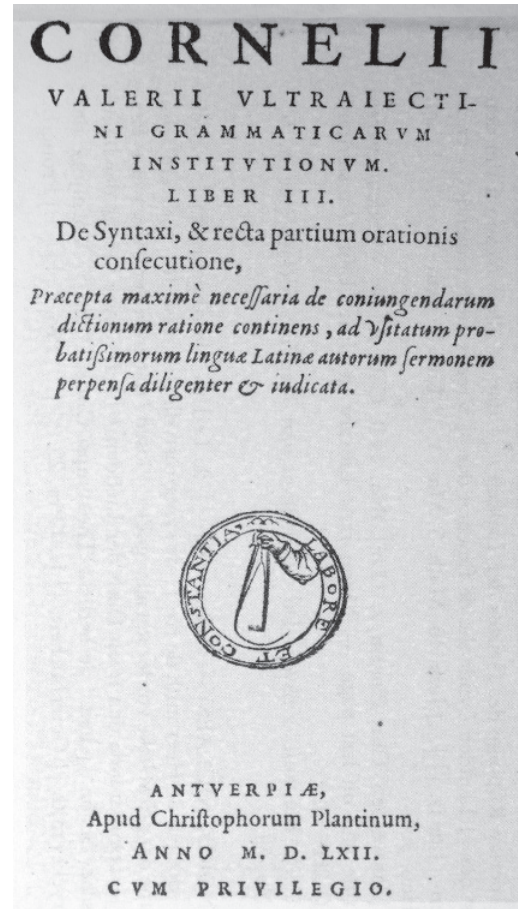 CORNELII
VALERII VLTRAIECTI-
NI GRAMMATICARVM
INSTITVTIONVM.
LIBER III.
De Syntaxi, & recta partium orationis
conſecutione,
Præcepta maximè neceſſaria de coniungendarum
dictionum ratione continens, ad vſitatum pro-
batiſsimorum linguæ Latinæ autorum ſermonem
perpenſa diligenter & iudicata.
LABORE ET CONSTANTIA,
ANTVERPIÆ,
Apud Chriſtophorum Plantinum,
ANNO M. D. LXII.
CVM PRIVILEGIO.